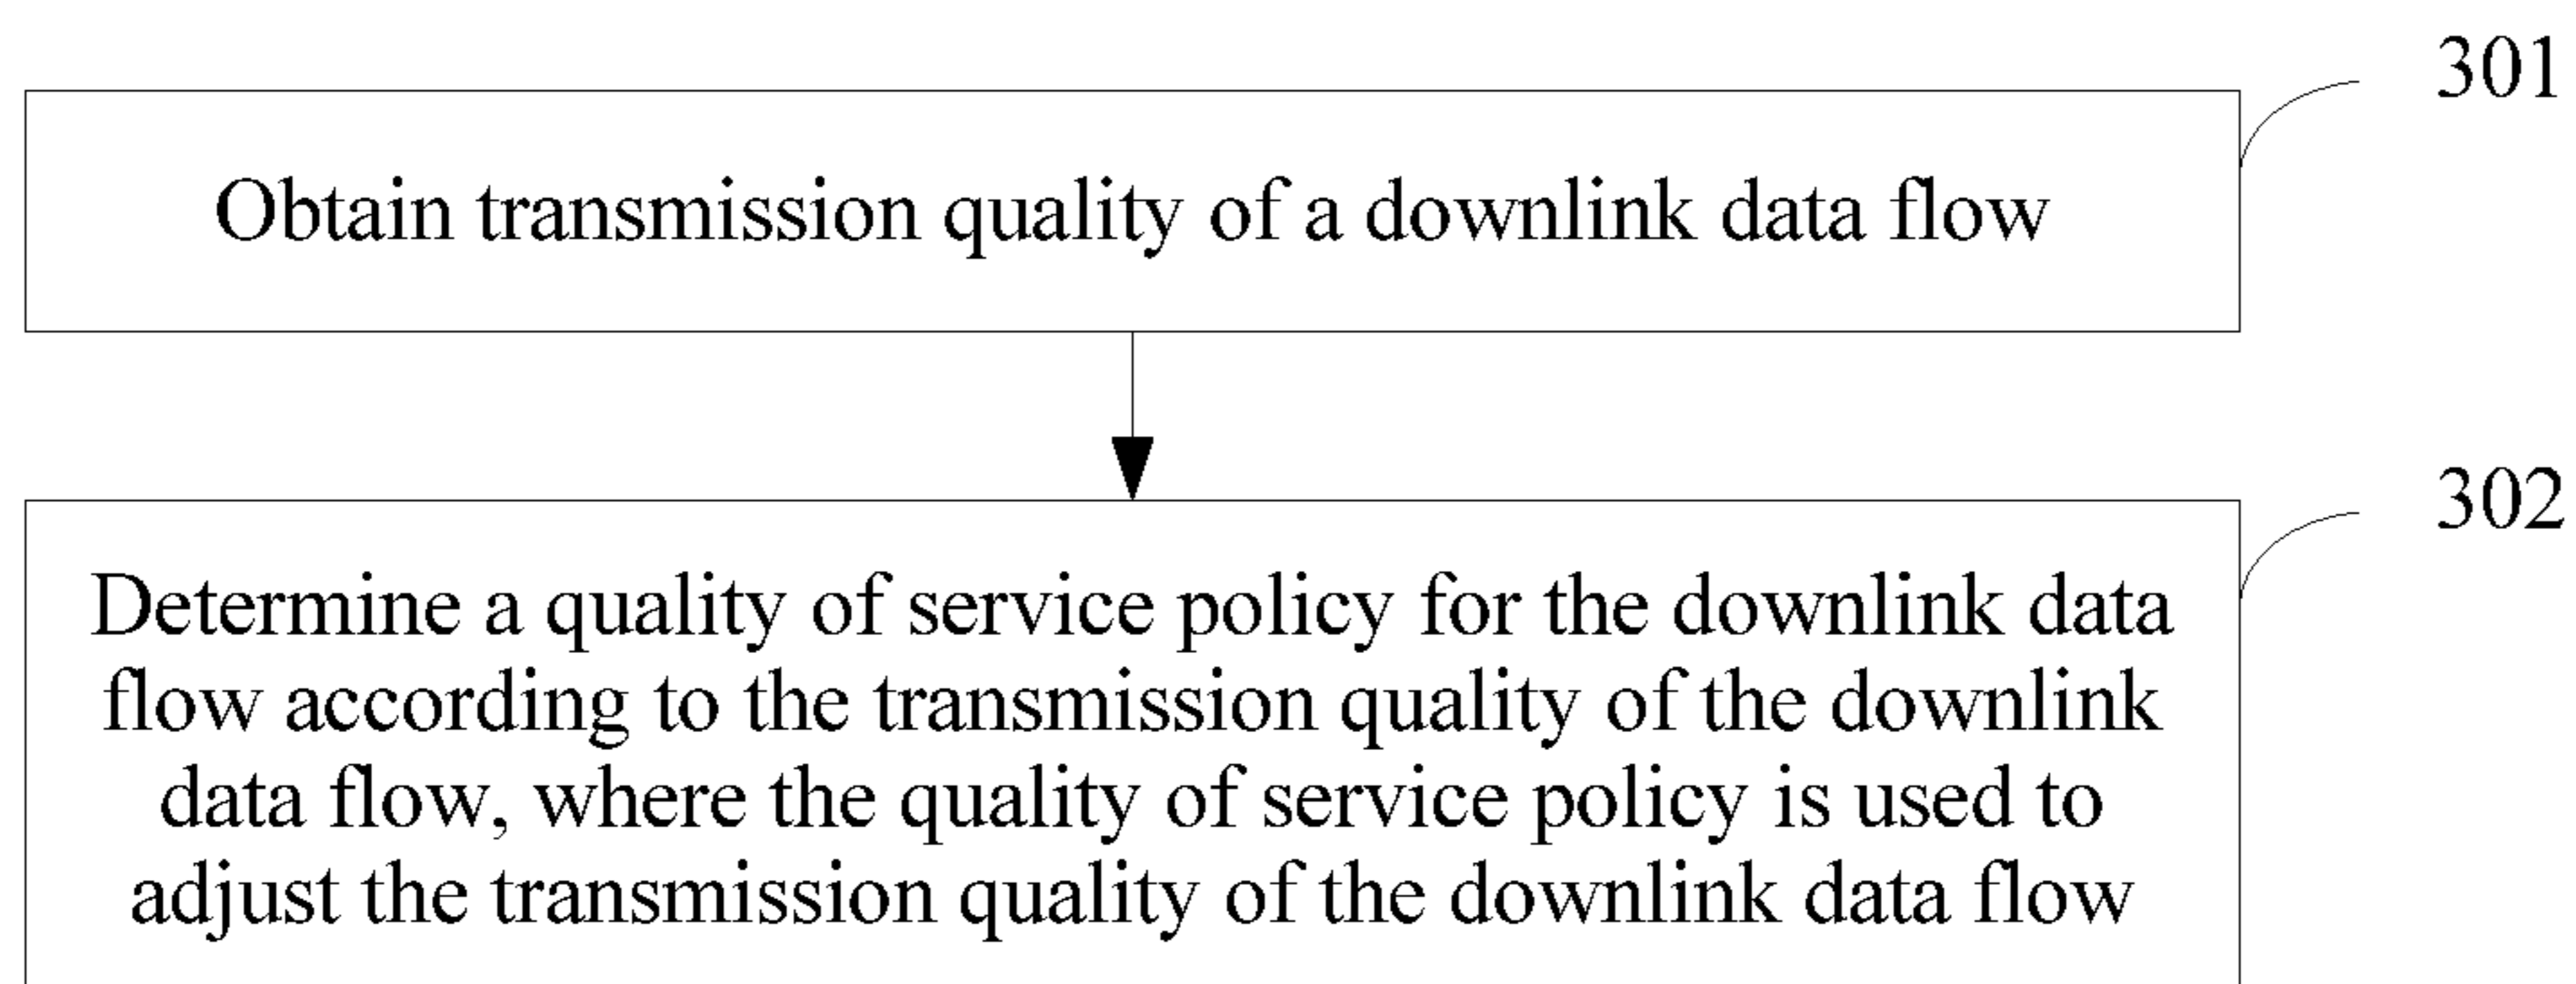 301
Obtain transmission quality of a downlink data flow
302
Determine a quality of service policy for the downlink data
flow according to the transmission quality of the downlink
data flow, where the quality of service policy is used to
adjust the transmission quality of the downlink data flow